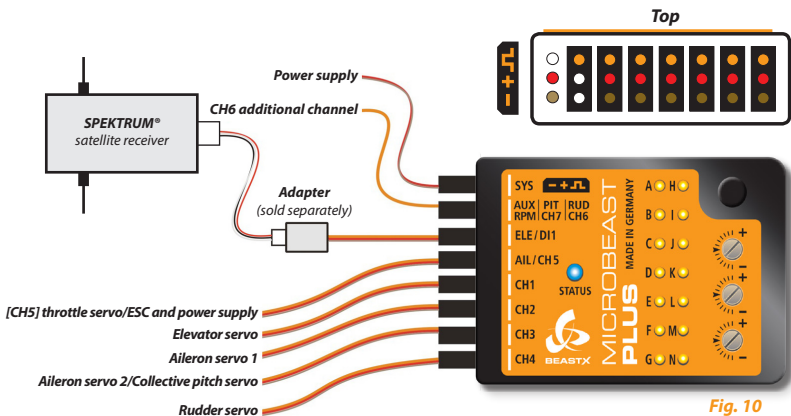 Top
- + ⎍
Power supply
CH6 additional channel
SPEKTRUM®
satellite receiver
Adapter
(sold separately)
[CH5] throttle servo/ESC and power supply
Elevator servo
Aileron servo 1
Aileron servo 2/Collective pitch servo
Rudder servo
SYS - + ⎍
AUX | PIT | RUD
RPM | CH7 | CH6
ELE/DI1
AIL/CH5
CH1
CH2
CH3
CH4
STATUS
BEASTX
MICROBEAST
PLUS
MADE IN GERMANY
A H
B I
C J
D K
E L
F M
G N
+
-
+
-
+
-
Fig. 10